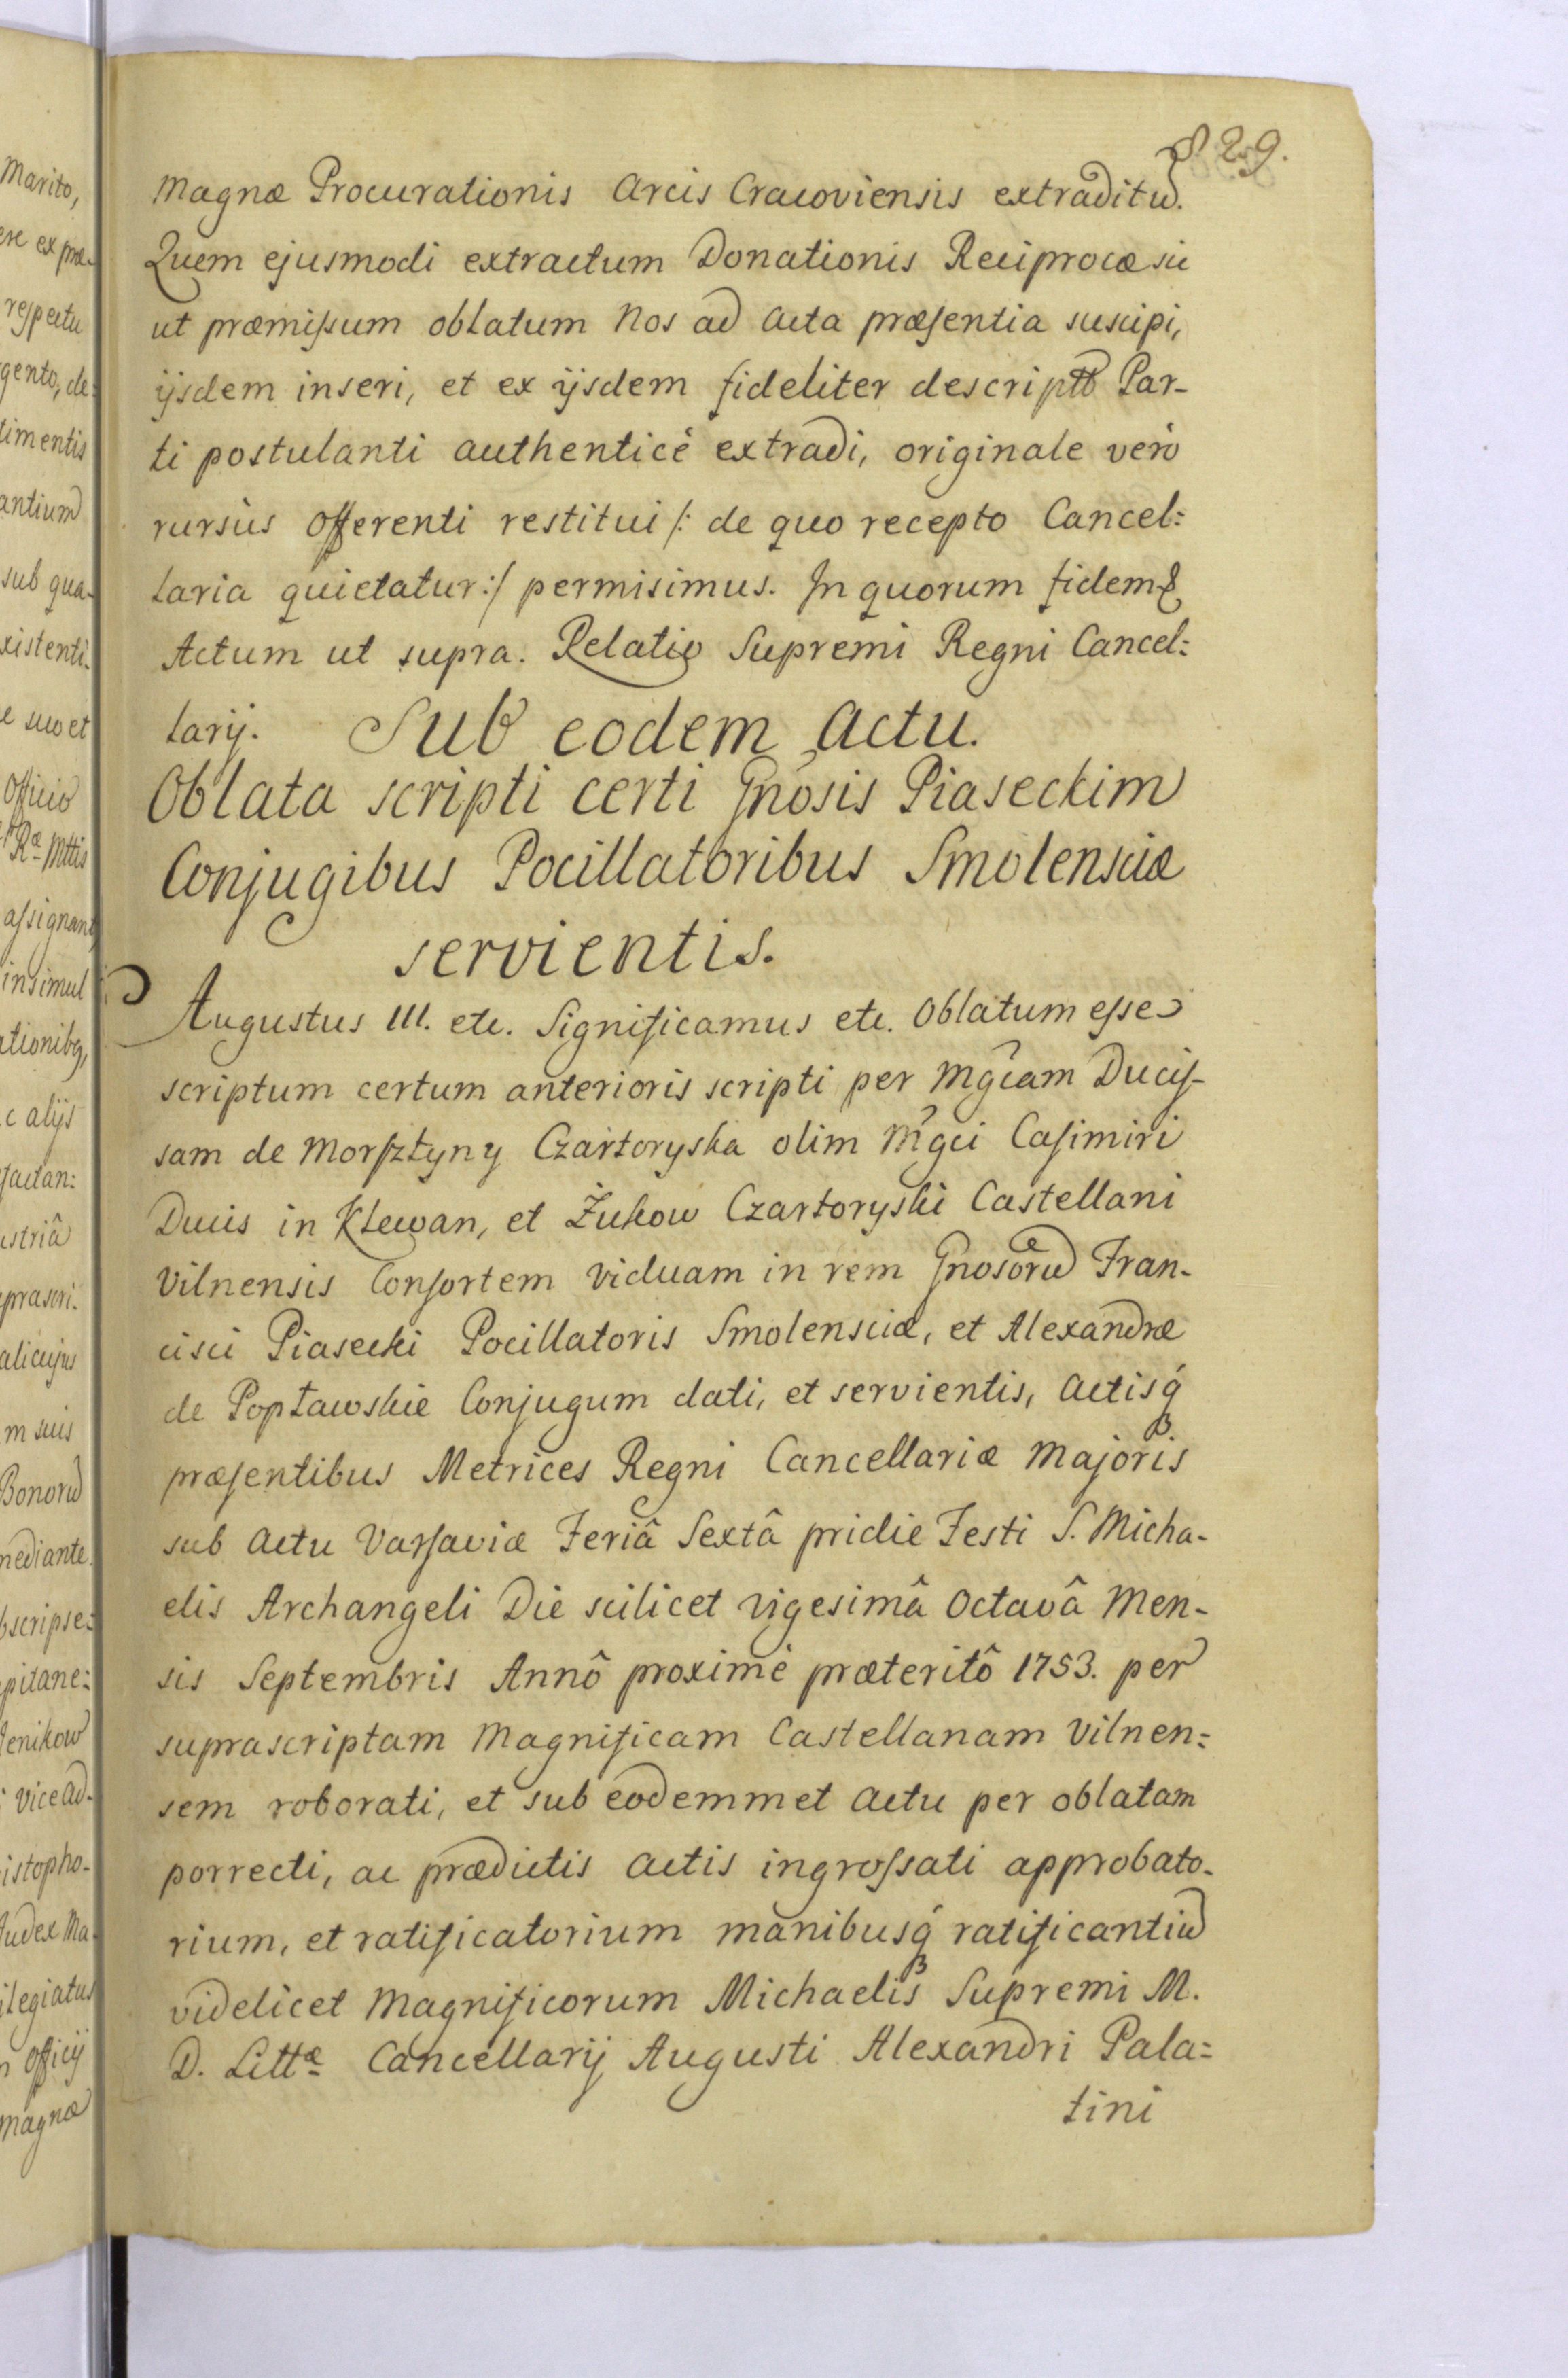 829.
Magnæ Procurationis Arcis Cracoviensis extraditũ.
Quem ejusmodi extractum Donationis Reciprocæ sic
ut præmissum oblatum Nos ad Acta præsentia suscipi,
ijsdem inseri, et ex ijsdem fideliter descriptũ Par-
ti postulanti authenticè extradi, originale verò
rursùs Offerenti restitui /: de quo recepto Cancel=
laria quietatur :/ permisimus. In quorum fidem &
Actum ut supra. Relatio Supremi Regni Cancel=
larij. Sub eodem Actu.
Oblata scripti certi Gnosis Piaseckim
Conjugibus Pocillatoribus Smolensciæ
servientis.
Augustus III. etc. Significamus etc. Oblatum esse
scriptum certum anterioris scripti per Mgcam Ducis-
sam de Morsztyny Czartoryska olim Mgci Casimiri
Ducis in Klewan, et Żukow Czartoryski Castellani
Vilnensis Consortem viduam in rem Gnosorũ Fran-
cisci Piasecki Pocillatoris Smolensciæ, et Alexandræ
de Popławskie Conjugum dati, et servientis, Actisq́
præsentibus Metrices Regni Cancellariæ Majoris
sub Actu Varsaviæ Feriâ Sextâ pridie Festi S. Micha-
elis Archangeli Die scilicet vigesimâ Octavâ Men-
sis Septembris Annô proximè præteritô 1753. per
suprascriptam Magnificam Castellanam Vilnen=
sem roborati, et sub eodemmet Actu per oblatam
porrecti, ac prædictis Actis ingrossati approbato-
rium, et ratificatorium manibusq́ ratificantiũ
videlicet Magnificorum Michaelis Supremi M.
D. Littæ Cancellarij Augusti Alexandri Pala=
tini